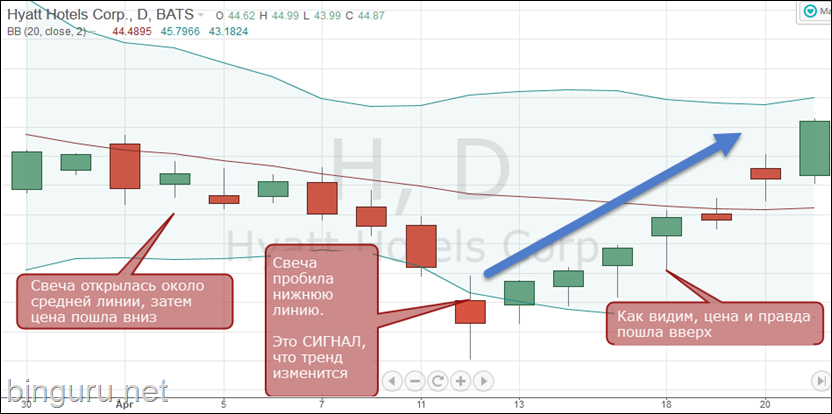 Hyatt Hotels Corp., D, BATS
O 44.62 H 44.99 L 43.99 C 44.87
Ma
BB (20, close, 2) 44.4895 45.7966 43.1824
H, D
Hyatt Hotels Corp
Свеча открылась около
средней линии, затем
цена пошла вниз
Свеча
пробила
нижнюю
линию.
Это СИГНАЛ,
что тренд
изменится
Как видим, цена и правда
пошла вверх
binguru.net
30 Apr 5 7 11 13 18 20